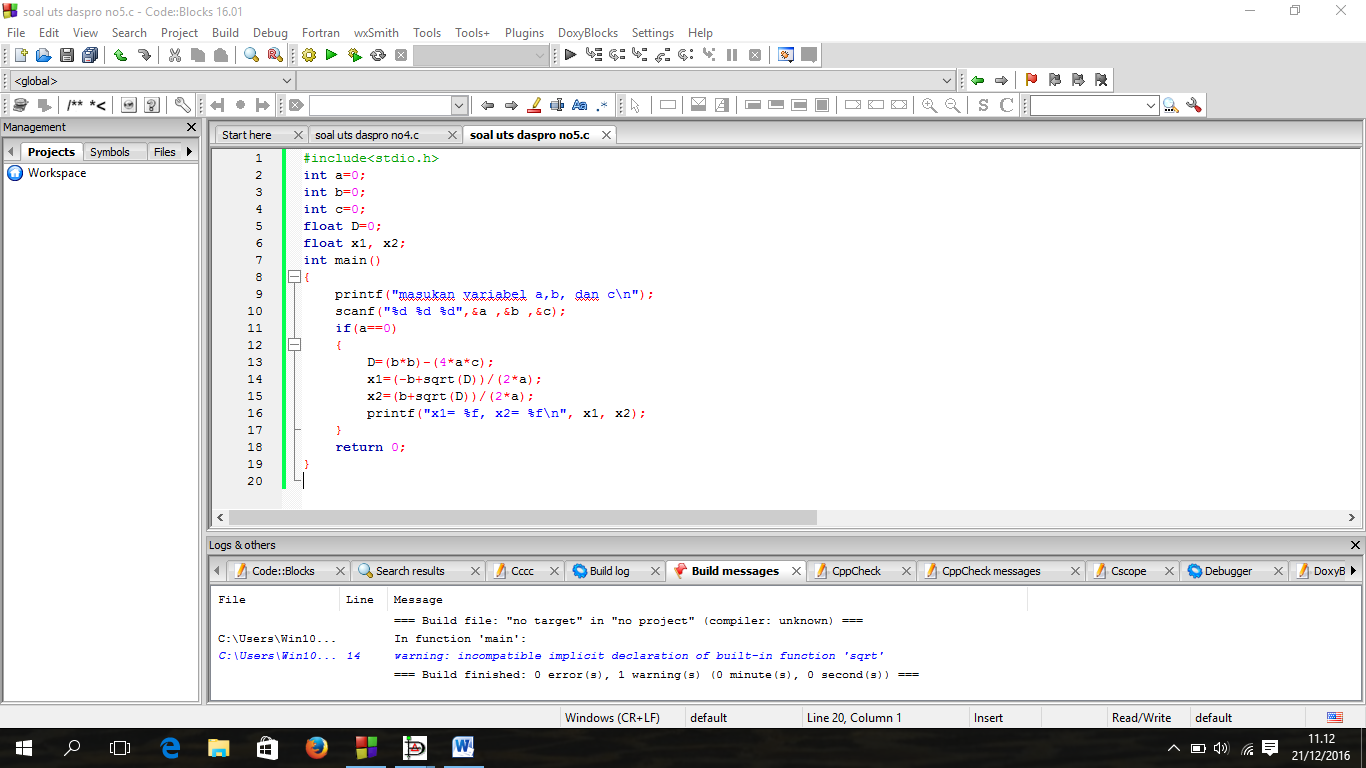 soal uts daspro no5.c - Code::Blocks 16.01
File Edit View Search Project Build Debug Fortran wxSmith Tools Tools+ Plugins DoxyBlocks Settings Help
<global>
/** *<
Aa .*
S C
Management
Projects Symbols Files
Workspace
Start here soal uts daspro no4.c soal uts daspro no5.c
1 #include<stdio.h>
2 int a=0;
3 int b=0;
4 int c=0;
5 float D=0;
6 float x1, x2;
7 int main()
8 {
9 printf("masukan variabel a,b, dan c\n");
10 scanf("%d %d %d",&a ,&b ,&c);
11 if(a==0)
12 {
13 D=(b*b)-(4*a*c);
14 x1=(-b+sqrt(D))/(2*a);
15 x2=(b+sqrt(D))/(2*a);
16 printf("x1= %f, x2= %f\n", x1, x2);
17 }
18 return 0;
19 }
20
Logs & others
Code::Blocks Search results Cccc Build log Build messages CppCheck CppCheck messages Cscope Debugger DoxyB
File Line Message
=== Build file: "no target" in "no project" (compiler: unknown) ===
C:\Users\Win10... In function 'main':
C:\Users\Win10... 14 warning: incompatible implicit declaration of built-in function 'sqrt'
=== Build finished: 0 error(s), 1 warning(s) (0 minute(s), 0 second(s)) ===
Windows (CR+LF) default Line 20, Column 1 Insert Read/Write default
11.12
21/12/2016